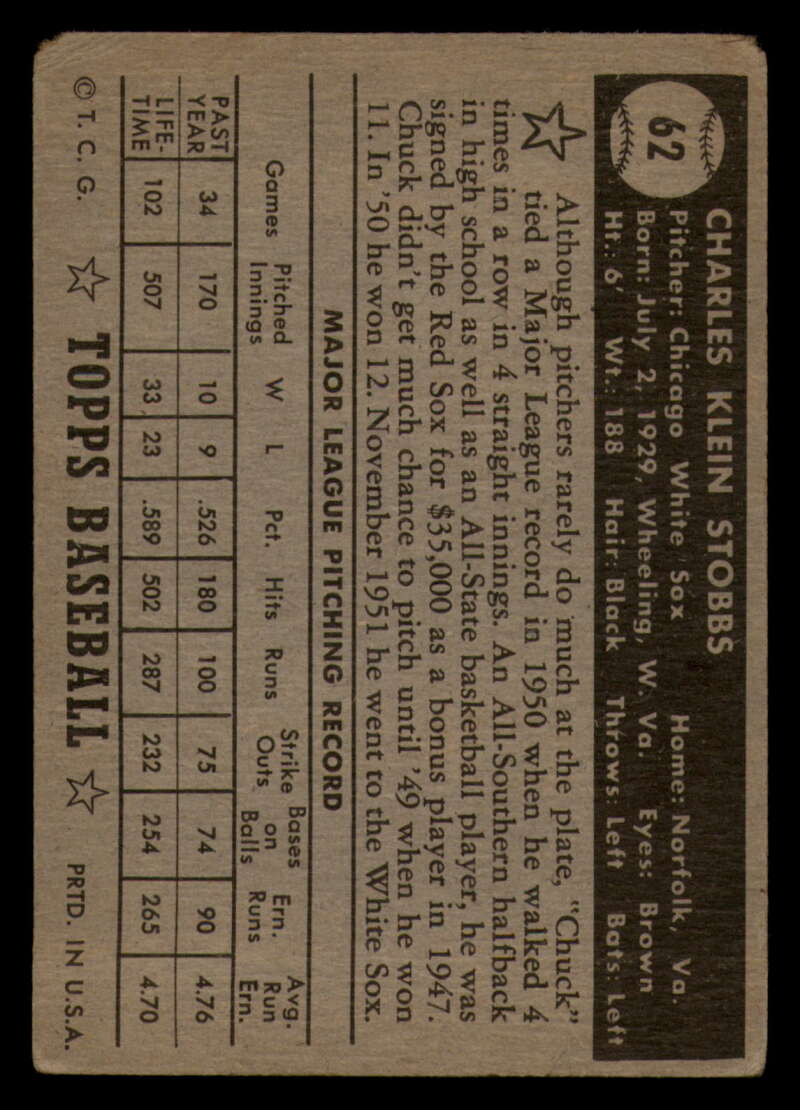 62
CHARLES KLEIN STOBBS
Pitcher: Chicago White Sox Home: Norfolk, Va.
Born: July 2, 1929, Wheeling, W. Va. Eyes: Brown
Ht.: 6' Wt.: 188 Hair: Black Throws: Left Bats: Left
Although pitchers rarely do much at the plate, "Chuck"
tied a Major League record in 1950 when he walked 4
times in a row in 4 straight innings. An All-Southern halfback
in high school as well as an All-State basketball player, he was
signed by the Red Sox for $35,000 as a bonus player in 1947.
Chuck didn't get much chance to pitch until '49 when he won
11. In '50 he won 12. November 1951 he went to the White Sox.
MAJOR LEAGUE PITCHING RECORD
Games Pitched Innings W L Pct. Hits Runs Strike Outs Bases on Balls Ern. Runs Avg. Run Ern.
PAST YEAR 34 170 10 9 .526 180 100 75 74 90 4.76
LIFE-TIME 102 507 33 23 .589 502 287 232 254 265 4.70
© T. C. G. TOPPS BASEBALL PRTD. IN U.S.A.